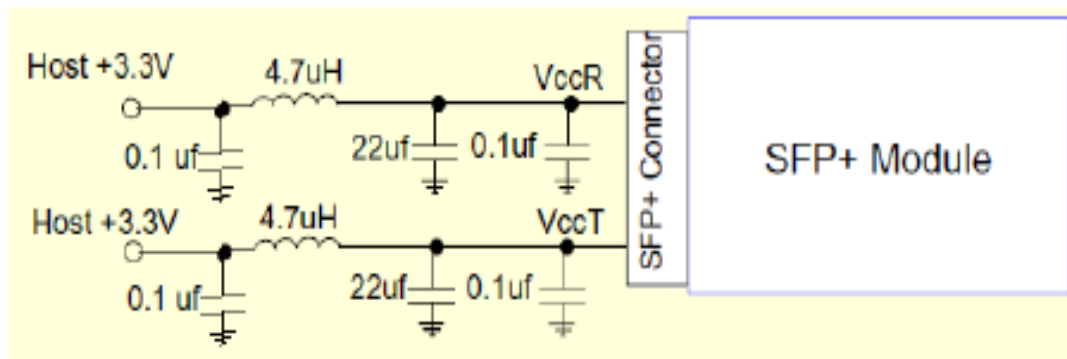 Host +3.3V
4.7uH
VccR
0.1 uf
22uf
0.1uf
Host +3.3V
4.7uH
VccT
0.1 uf
22uf
0.1uf
SFP+ Connector
SFP+ Module